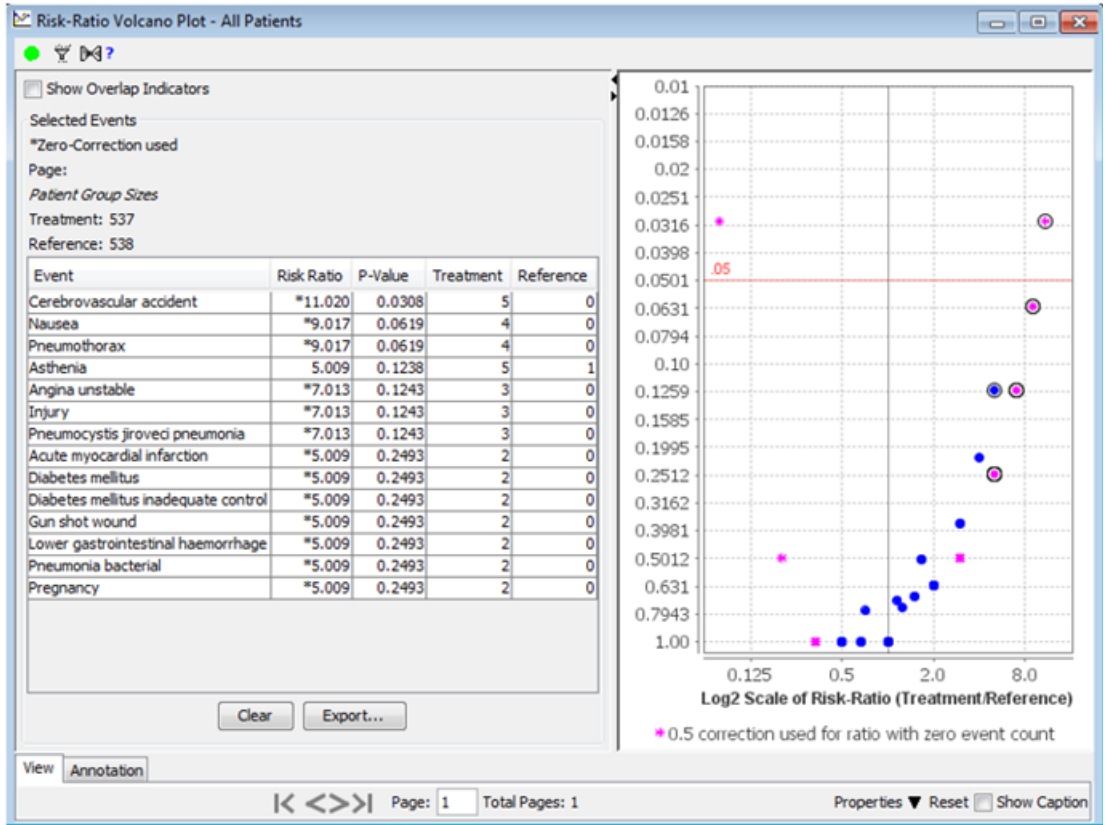 Risk-Ratio Volcano Plot - All Patients
?
Show Overlap Indicators
Selected Events
*Zero-Correction used
Page:
Patient Group Sizes
Treatment: 537
Reference: 538
Event Risk Ratio P-Value Treatment Reference
Cerebrovascular accident *11.020 0.0308 5 0
Nausea *9.017 0.0619 4 0
Pneumothorax *9.017 0.0619 4 0
Asthenia 5.009 0.1238 5 1
Angina unstable *7.013 0.1243 3 0
Injury *7.013 0.1243 3 0
Pneumocystis jiroveci pneumonia *7.013 0.1243 3 0
Acute myocardial infarction *5.009 0.2493 2 0
Diabetes mellitus *5.009 0.2493 2 0
Diabetes mellitus inadequate control *5.009 0.2493 2 0
Gun shot wound *5.009 0.2493 2 0
Lower gastrointestinal haemorrhage *5.009 0.2493 2 0
Pneumonia bacterial *5.009 0.2493 2 0
Pregnancy *5.009 0.2493 2 0
Clear Export...
0.01
0.0126
0.0158
0.02
0.0251
0.0316
0.0398
.05
0.0501
0.0631
0.0794
0.10
0.1259
0.1585
0.1995
0.2512
0.3162
0.3981
0.5012
0.631
0.7943
1.00
0.125 0.5 2.0 8.0
Log2 Scale of Risk-Ratio (Treatment/Reference)
*0.5 correction used for ratio with zero event count
View Annotation
Page: 1 Total Pages: 1 Properties ▼ Reset Show Caption